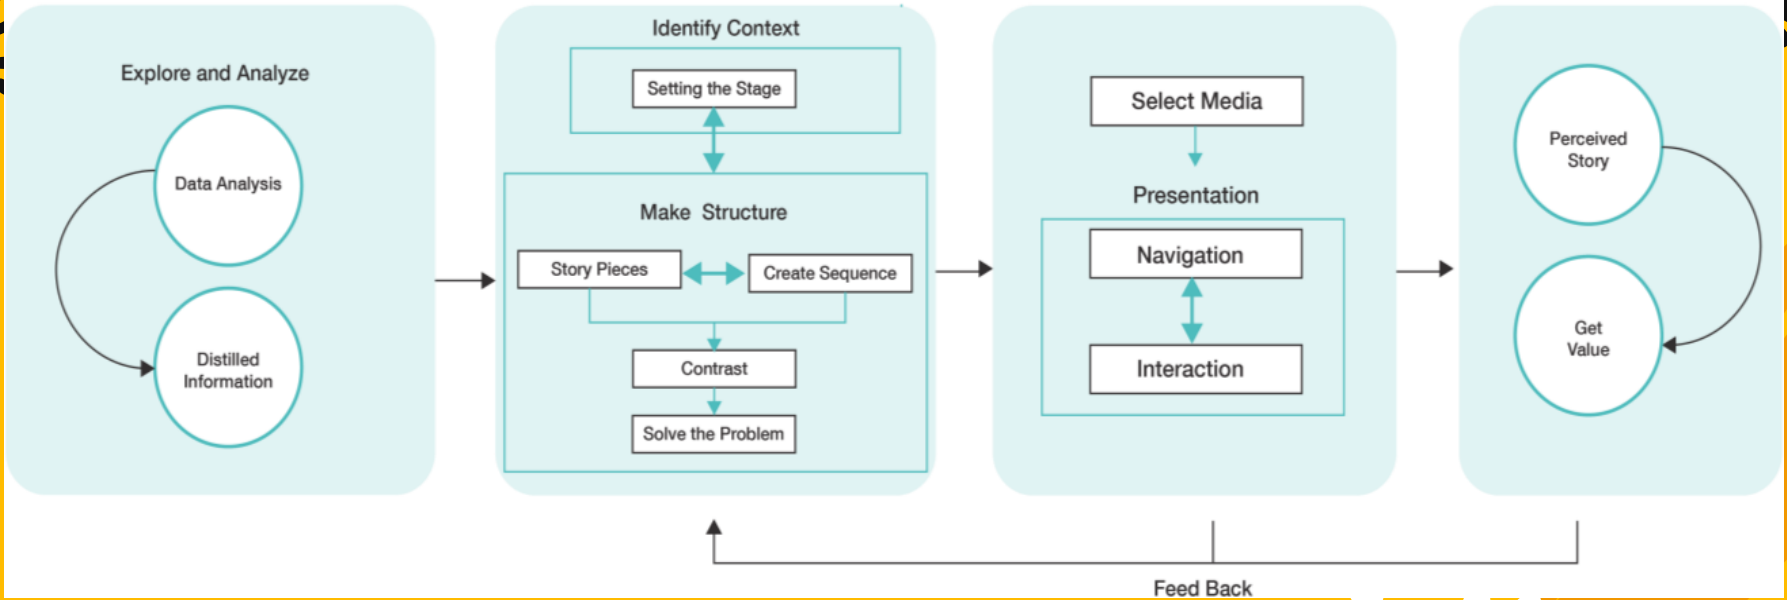 Explore and Analyze
Data Analysis
Distilled
Information
Identify Context
Setting the Stage
Make Structure
Story Pieces
Create Sequence
Contrast
Solve the Problem
Select Media
Presentation
Navigation
Interaction
Perceived
Story
Get
Value
Feed Back